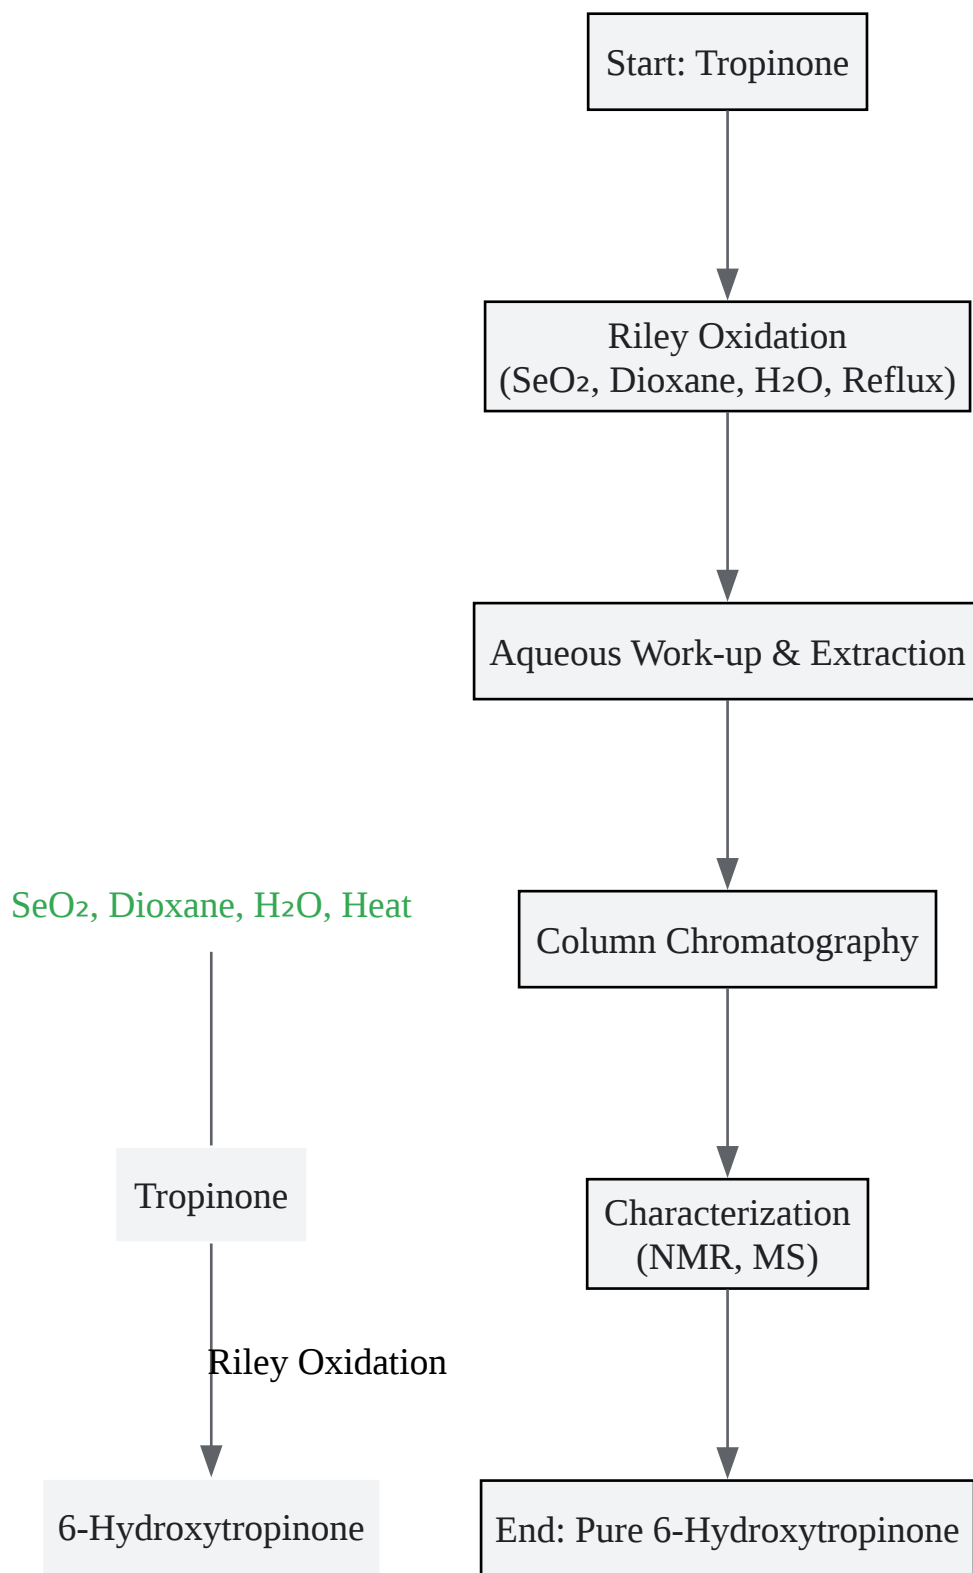 Start: Tropinone
Riley Oxidation
(SeO₂, Dioxane, H₂O, Reflux)
Aqueous Work-up & Extraction
Column Chromatography
Characterization
(NMR, MS)
End: Pure 6-Hydroxytropinone
SeO₂, Dioxane, H₂O, Heat
Tropinone
Riley Oxidation
6-Hydroxytropinone